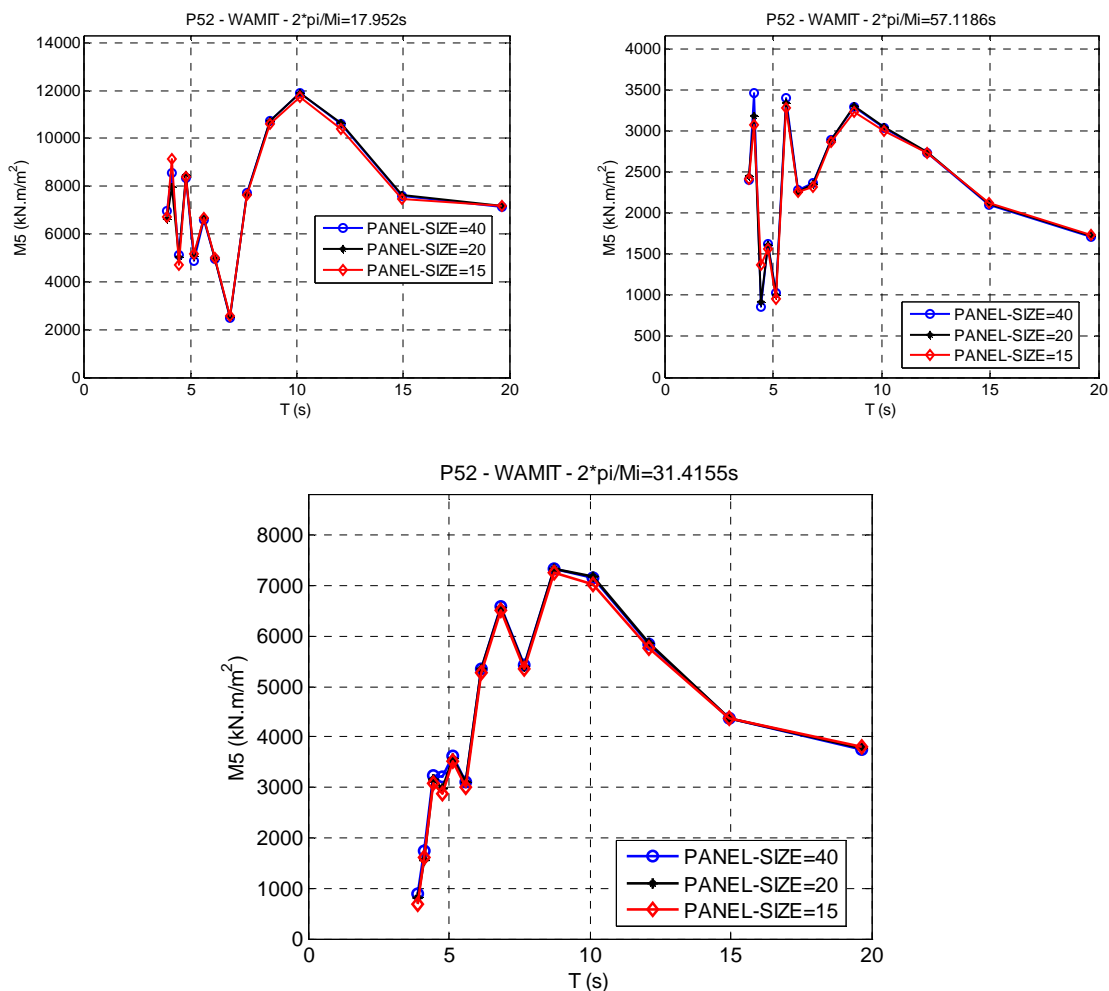 P52 - WAMIT - 2*pi/Mi=17.952s
14000
12000
10000
8000
6000
4000
2000
0
M5 (kN.m/m²)
0 5 10 15 20
T (s)
PANEL-SIZE=40
PANEL-SIZE=20
PANEL-SIZE=15
P52 - WAMIT - 2*pi/Mi=57.1186s
4000
3500
3000
2500
2000
1500
1000
500
0
M5 (kN.m/m²)
0 5 10 15 20
T (s)
PANEL-SIZE=40
PANEL-SIZE=20
PANEL-SIZE=15
P52 - WAMIT - 2*pi/Mi=31.4155s
8000
7000
6000
5000
4000
3000
2000
1000
0
M5 (kN.m/m²)
0 5 10 15 20
T (s)
PANEL-SIZE=40
PANEL-SIZE=20
PANEL-SIZE=15